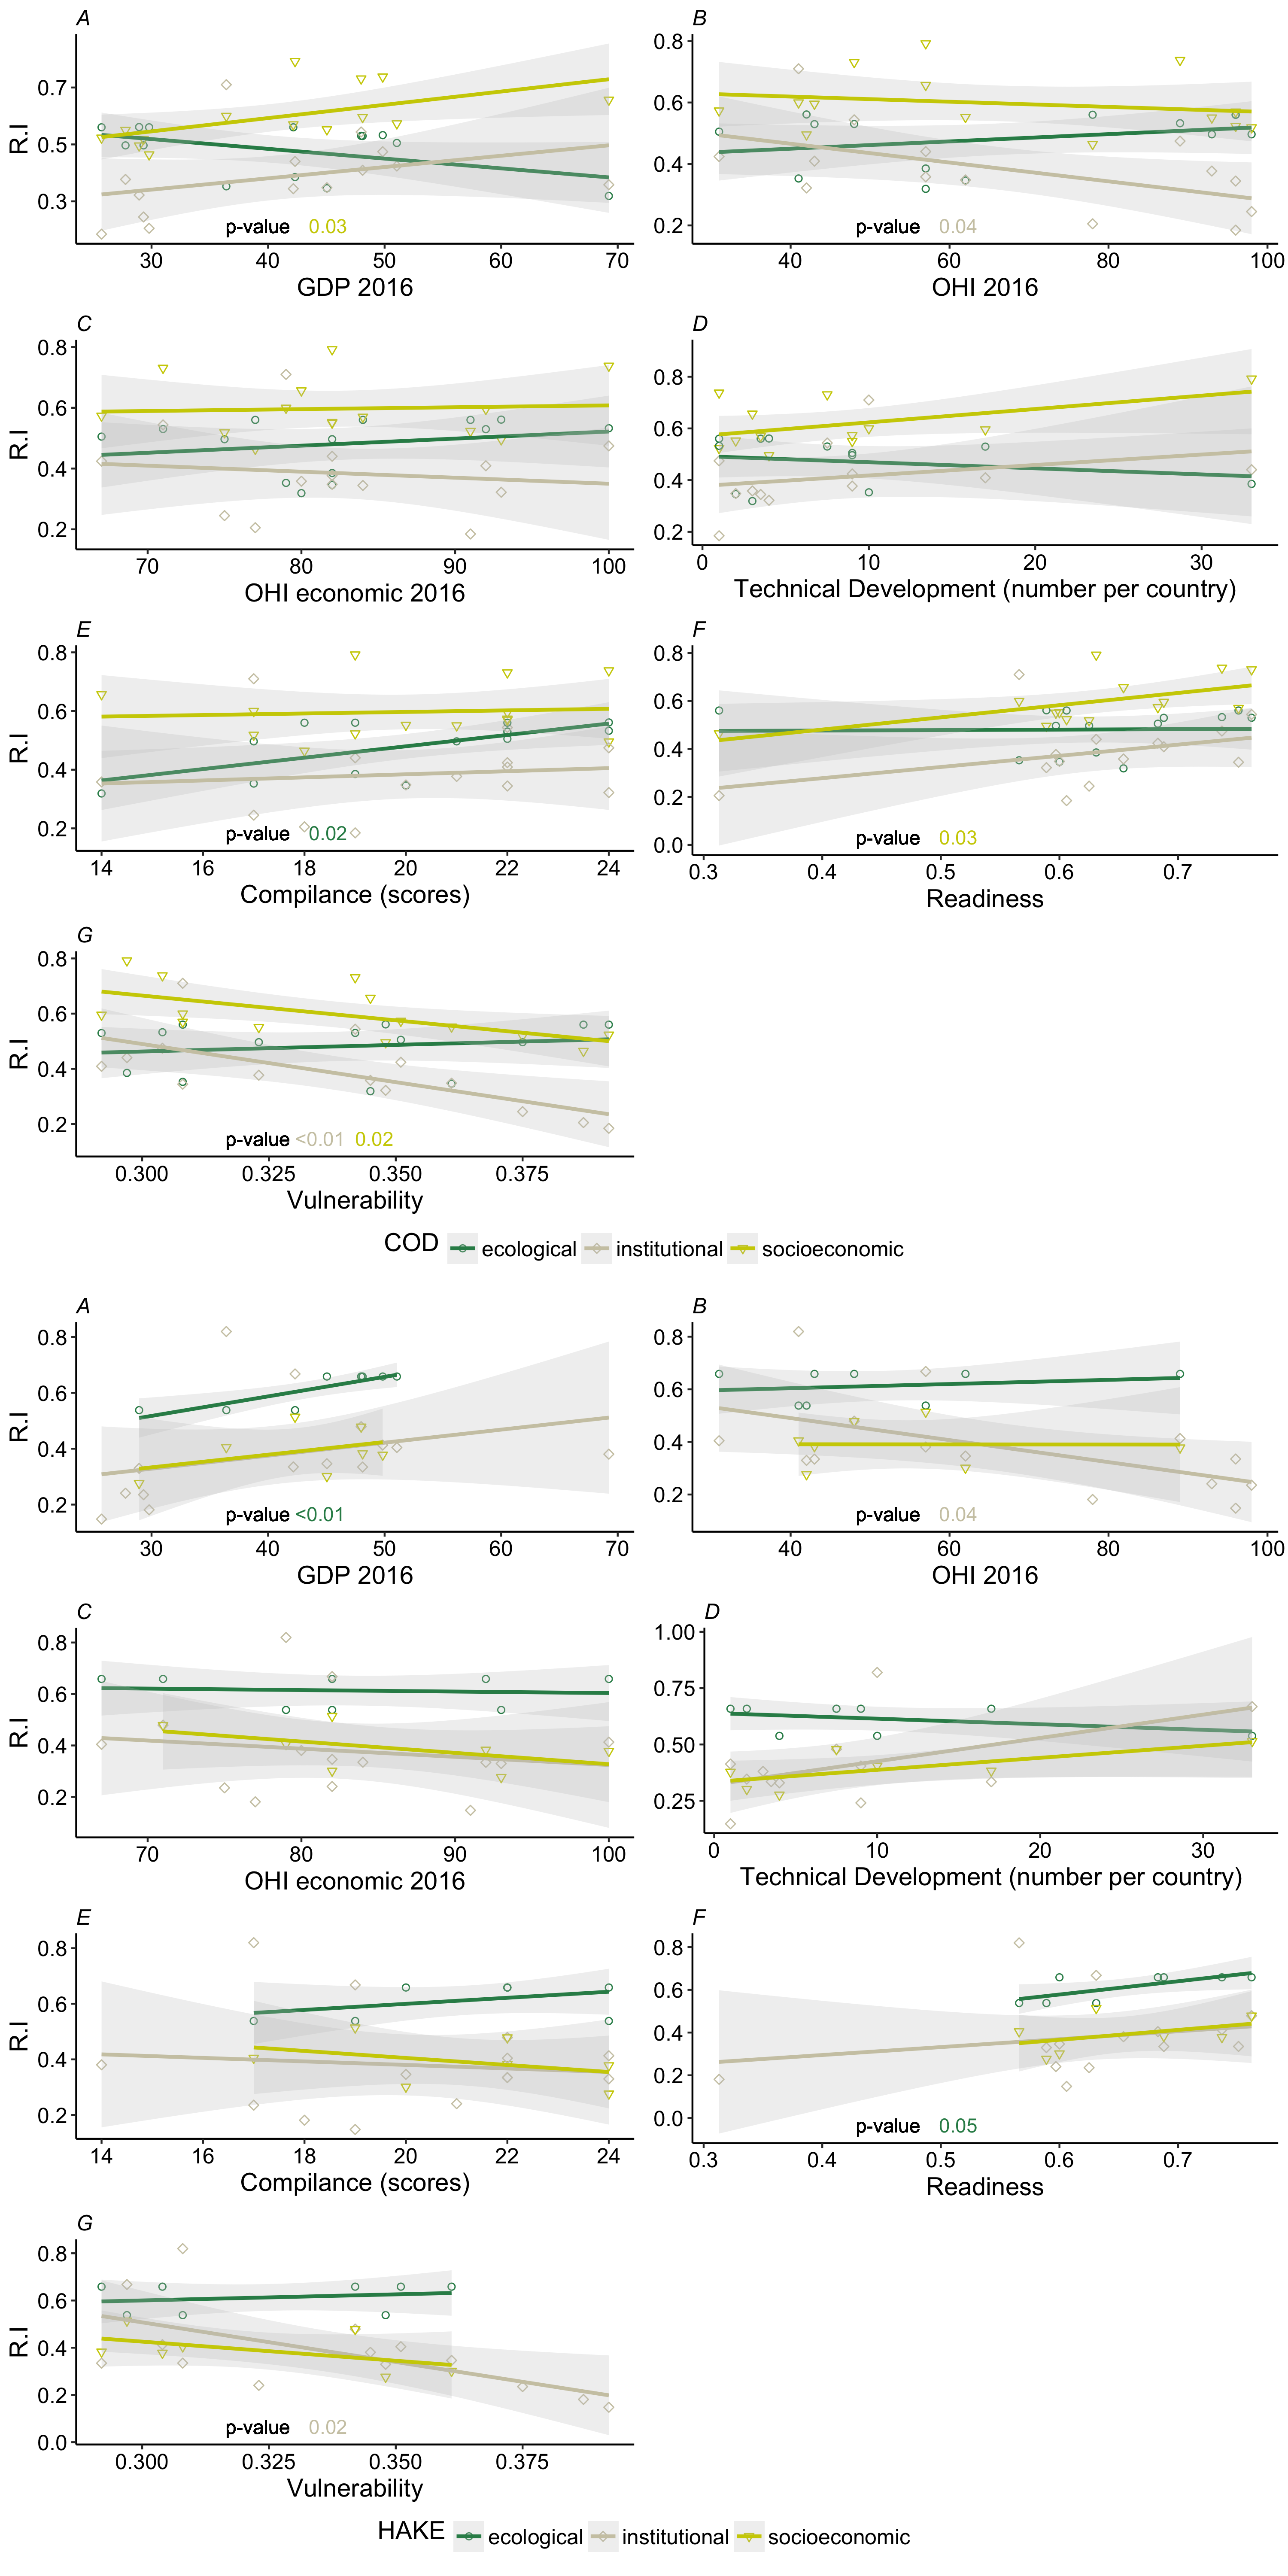 A
R.I
0.7
0.5
0.3
p-value 0.03
30 40 50 60 70
GDP 2016
B
0.8
0.6
0.4
0.2
p-value 0.04
40 60 80 100
OHI 2016
C
R.I
0.8
0.6
0.4
0.2
70 80 90 100
OHI economic 2016
D
0.8
0.6
0.4
0.2
0 10 20 30
Technical Development (number per country)
E
R.I
0.8
0.6
0.4
0.2
p-value 0.02
14 16 18 20 22 24
Compilance (scores)
F
0.8
0.6
0.4
0.2
0.0
p-value 0.03
0.3 0.4 0.5 0.6 0.7
Readiness
G
R.I
0.8
0.6
0.4
0.2
p-value <0.01 0.02
0.300 0.325 0.350 0.375
Vulnerability
COD ecological institutional socioeconomic
A
R.I
0.8
0.6
0.4
0.2
p-value <0.01
30 40 50 60 70
GDP 2016
B
0.8
0.6
0.4
0.2
p-value 0.04
40 60 80 100
OHI 2016
C
R.I
0.8
0.6
0.4
0.2
70 80 90 100
OHI economic 2016
D
1.00
0.75
0.50
0.25
0 10 20 30
Technical Development (number per country)
E
R.I
0.8
0.6
0.4
0.2
14 16 18 20 22 24
Compilance (scores)
F
0.8
0.6
0.4
0.2
0.0
p-value 0.05
0.3 0.4 0.5 0.6 0.7
Readiness
G
R.I
0.8
0.6
0.4
0.2
0.0
p-value 0.02
0.300 0.325 0.350 0.375
Vulnerability
HAKE ecological institutional socioeconomic